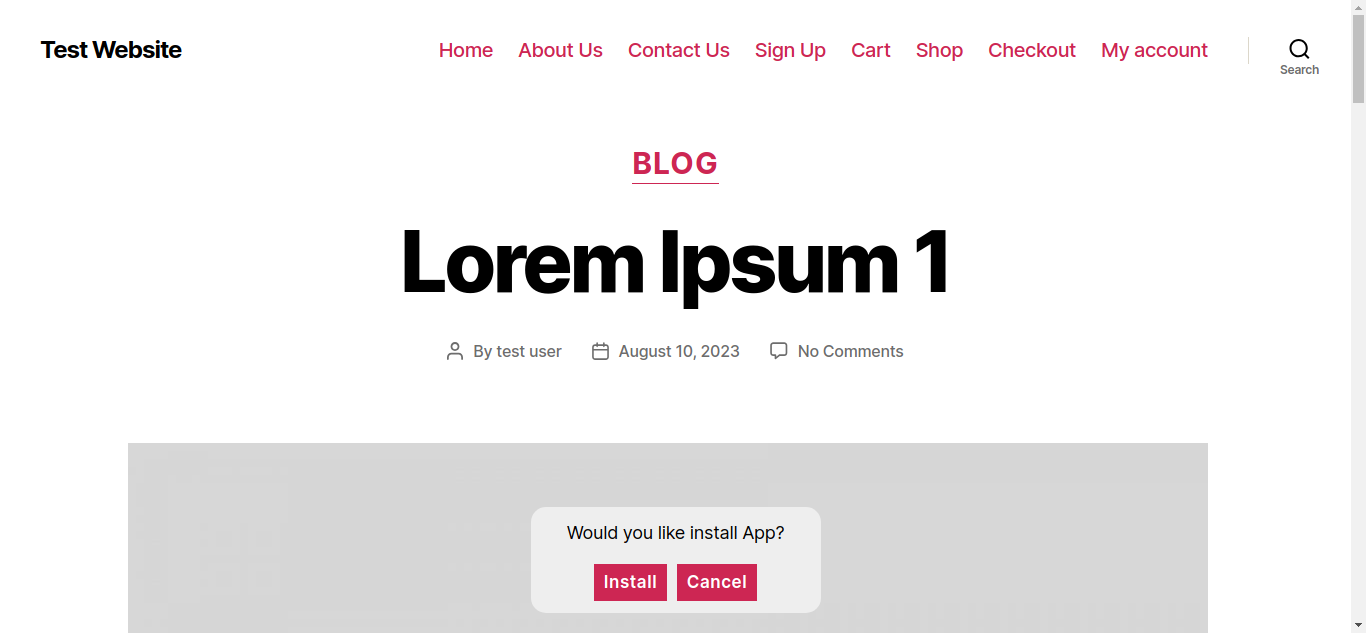 Test Website
Home About Us Contact Us Sign Up Cart Shop Checkout My account
Search
BLOG
Lorem Ipsum 1
By test user August 10, 2023 No Comments
Would you like install App?
Install Cancel